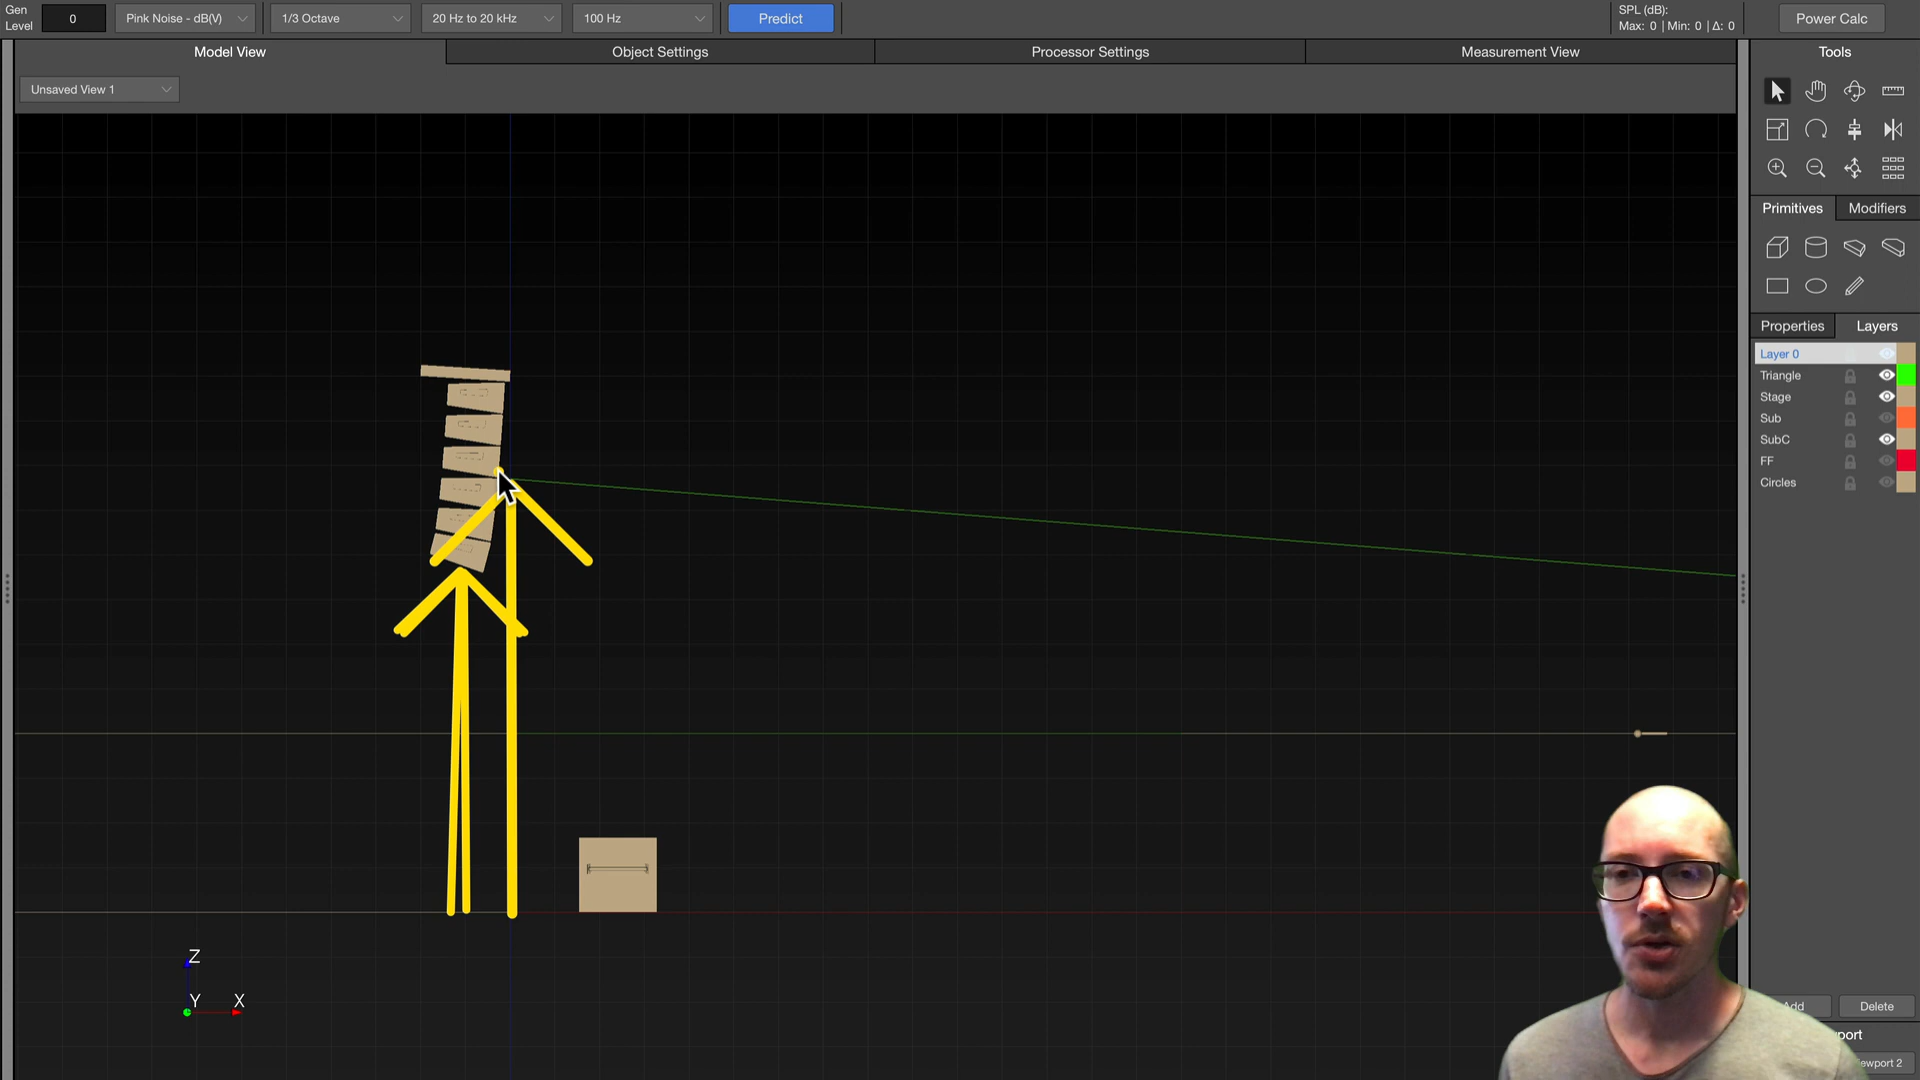 Gen
Level
0
Pink Noise - dB(V)
1/3 Octave
20 Hz to 20 kHz
100 Hz
Predict
SPL (dB):
Max: 0 | Min: 0 | Δ: 0
Power Calc
Model View
Object Settings
Processor Settings
Measurement View
Tools
Unsaved View 1
Primitives
Modifiers
Properties
Layers
Layer 0
Triangle
Stage
Sub
SubC
FF
Circles
Z
Y
X
Delete